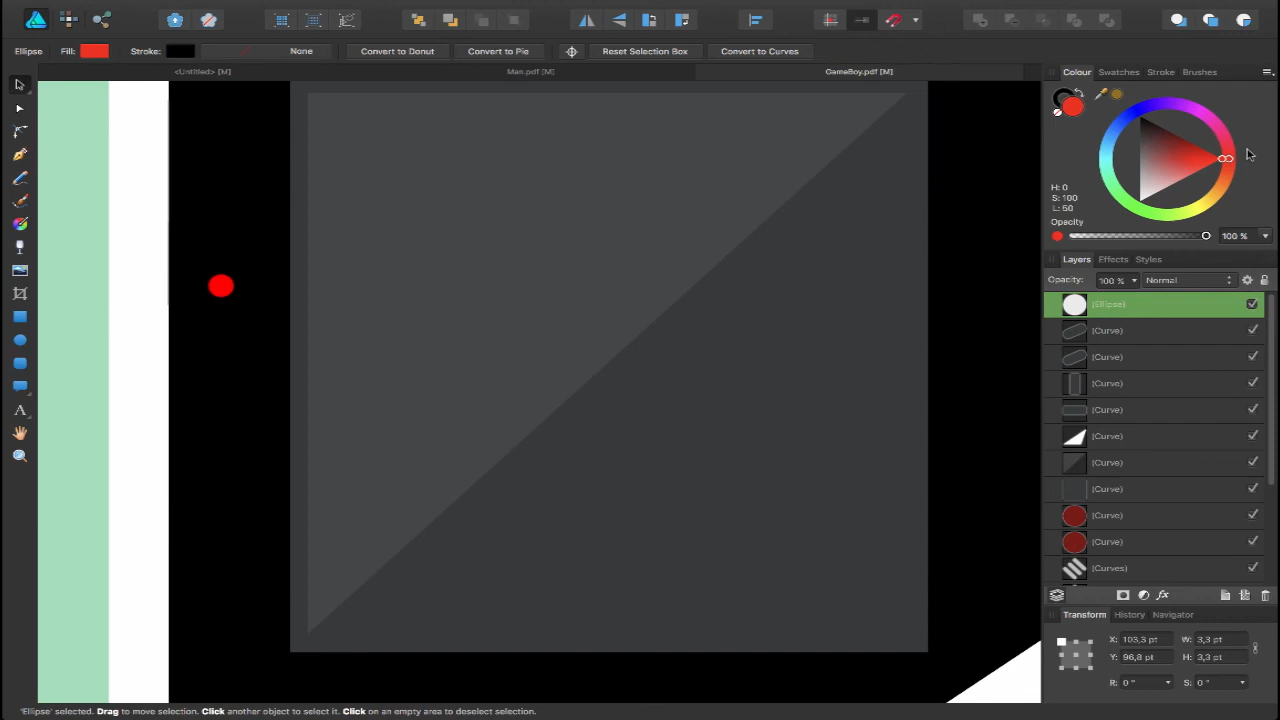 Ellipse Fill: Stroke: None Convert to Donut Convert to Pie Reset Selection Box Convert to Curves
<Untitled> [M] Man.pdf [M] GameBoy.pdf [M]
Colour Swatches Stroke Brushes
H: 0
S: 100
L: 50
Opacity
100 %
Layers Effects Styles
Opacity: 100 % Normal
(Ellipse)
(Curve)
(Curve)
(Curve)
(Curve)
(Curve)
(Curve)
(Curve)
(Curve)
(Curve)
(Curves)
fx
Transform History Navigator
X: 103,3 pt W: 3,3 pt
Y: 96,8 pt H: 3,3 pt
R: 0 ° S: 0 °
A
'Ellipse' selected. Drag to move selection. Click another object to select it. Click on an empty area to deselect selection.